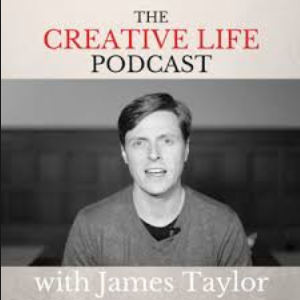 THE
CREATIVE LIFE
PODCAST
with James Taylor